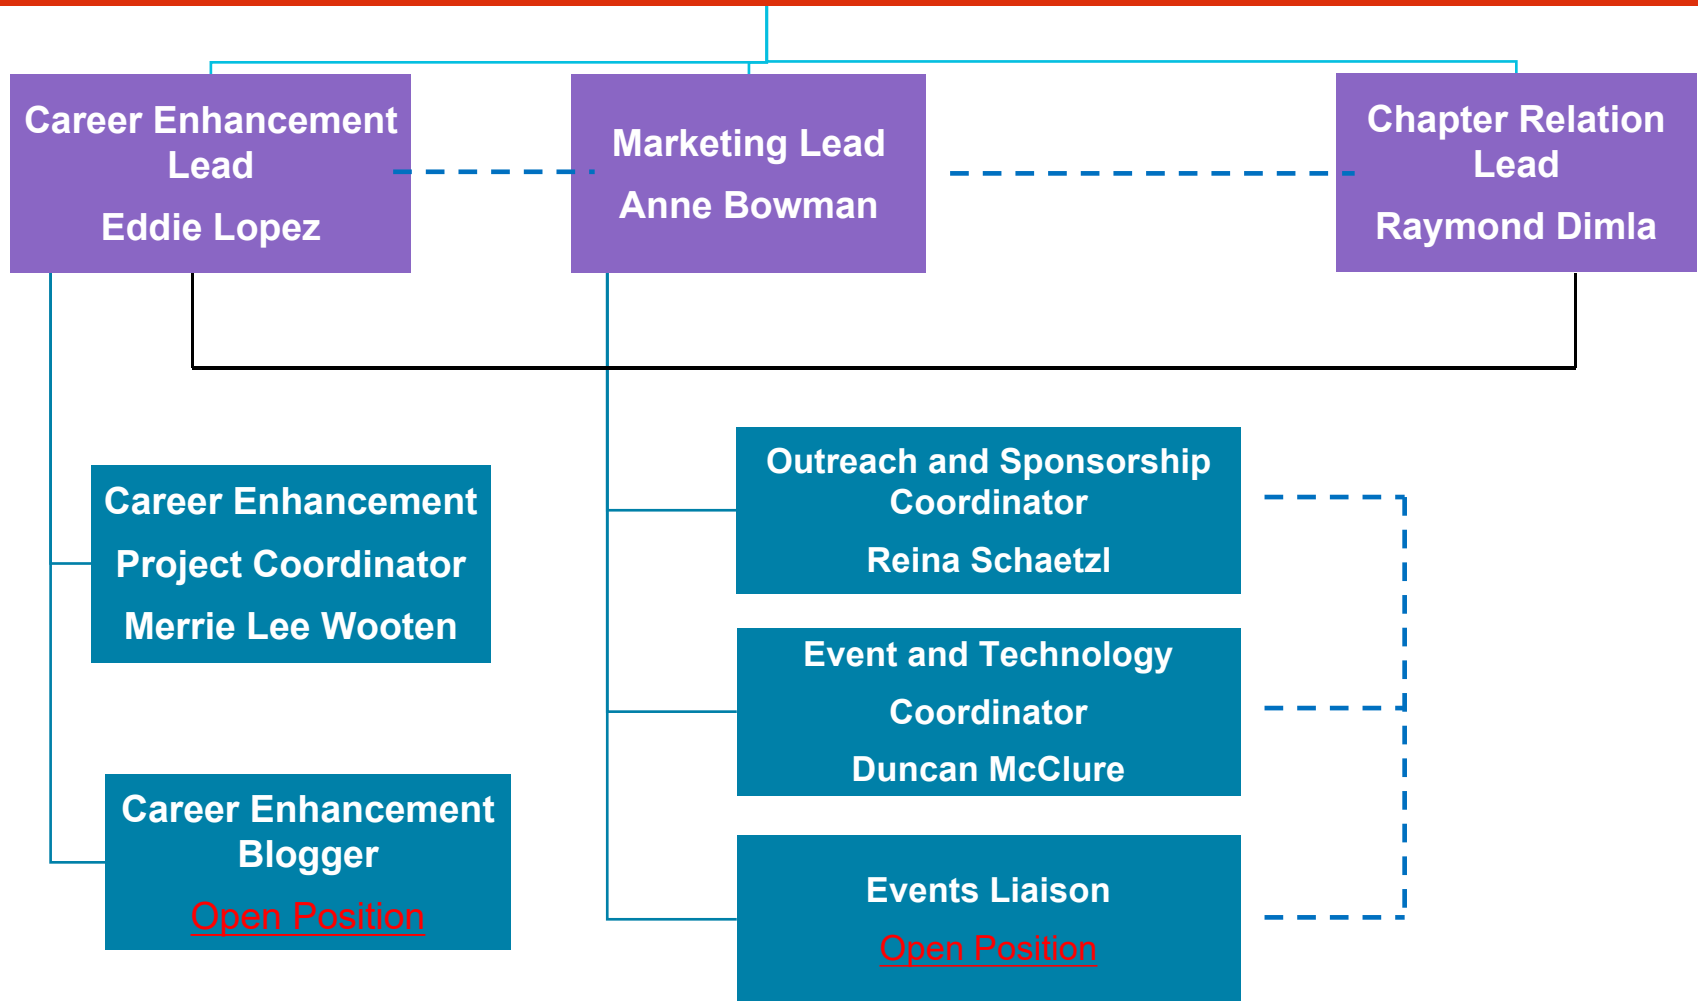 Career Enhancement
Lead
Eddie Lopez
Marketing Lead
Anne Bowman
Chapter Relation
Lead
Raymond Dimla
Career Enhancement
Project Coordinator
Merrie Lee Wooten
Career Enhancement
Blogger
Open Position
Outreach and Sponsorship
Coordinator
Reina Schaetzl
Event and Technology
Coordinator
Duncan McClure
Events Liaison
Open Position